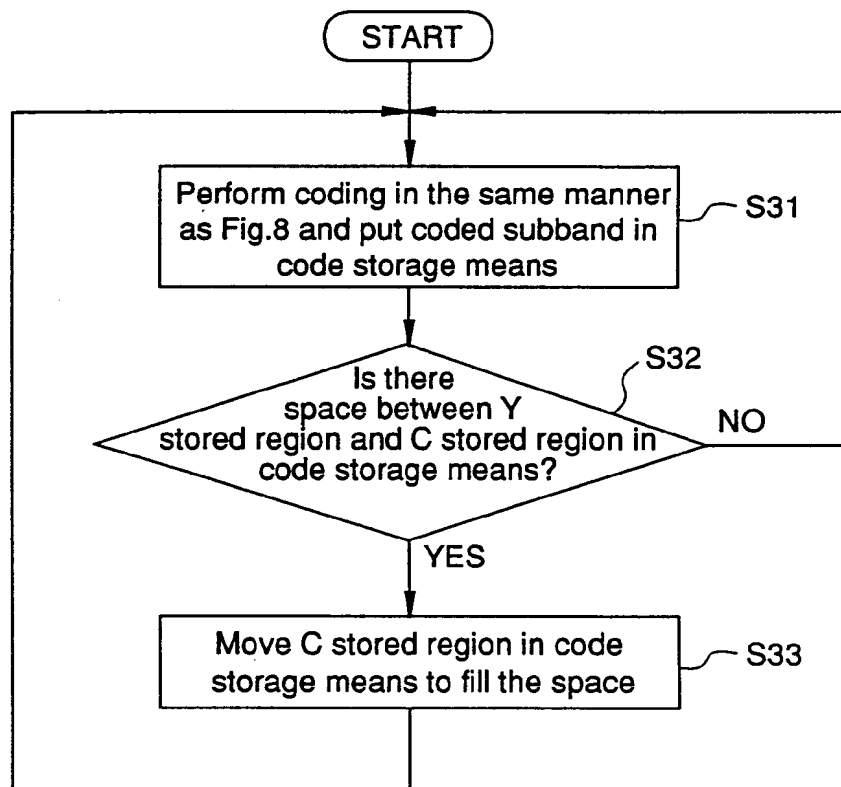 START
Perform coding in the same manner
as Fig.8 and put coded subband in
code storage means
S31
Is there
space between Y
stored region and C stored region in
code storage means?
S32
NO
YES
Move C stored region in code
storage means to fill the space
S33